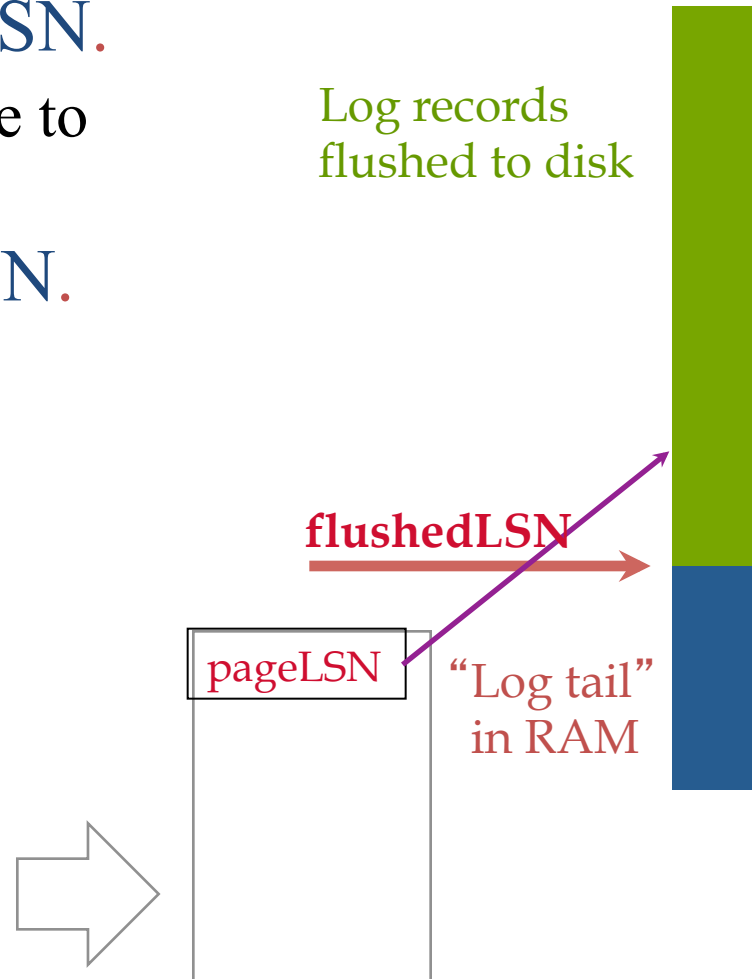 SN.
e to
N.
Log records
flushed to disk
flushedLSN
pageLSN
“Log tail”
in RAM